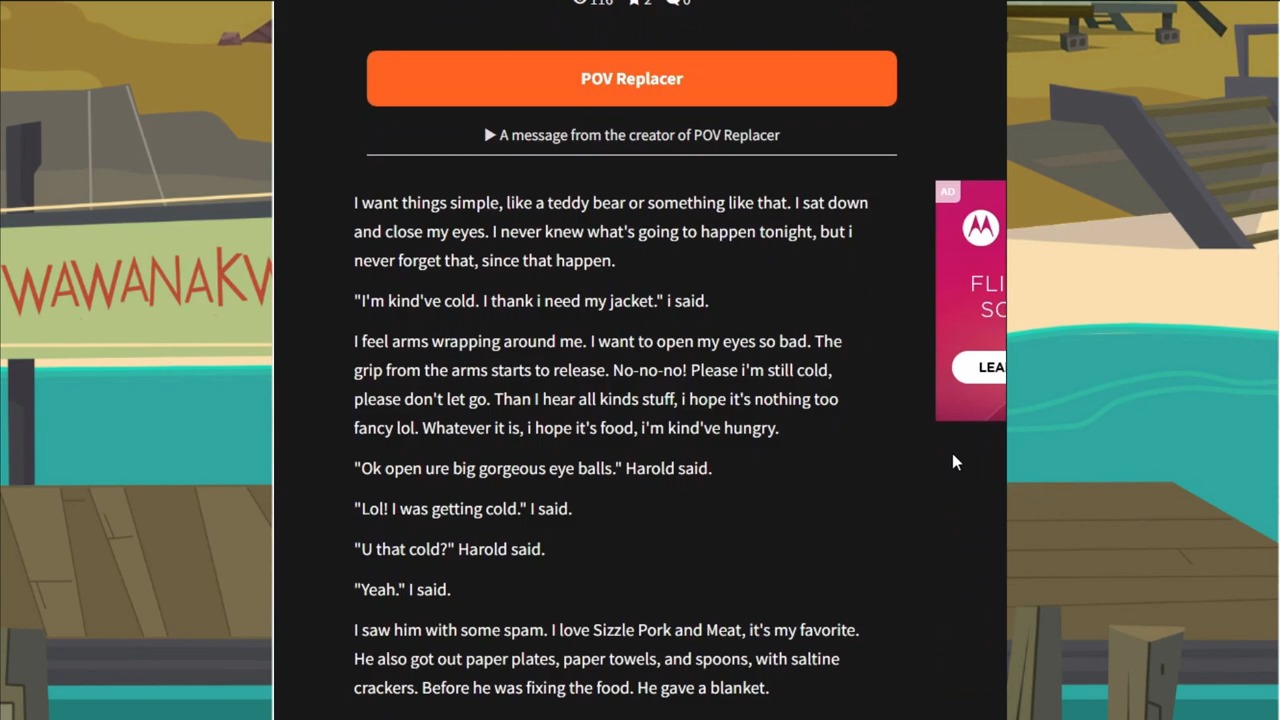 116 2 0
POV Replacer
▶ A message from the creator of POV Replacer
I want things simple, like a teddy bear or something like that. I sat down
and close my eyes. I never knew what's going to happen tonight, but i
never forget that, since that happen.
"I'm kind've cold. I thank i need my jacket." i said.
I feel arms wrapping around me. I want to open my eyes so bad. The
grip from the arms starts to release. No-no-no! Please i'm still cold,
please don't let go. Than I hear all kinds stuff, i hope it's nothing too
fancy lol. Whatever it is, i hope it's food, i'm kind've hungry.
"Ok open ure big gorgeous eye balls." Harold said.
"Lol! I was getting cold." I said.
"U that cold?" Harold said.
"Yeah." I said.
I saw him with some spam. I love Sizzle Pork and Meat, it's my favorite.
He also got out paper plates, paper towels, and spoons, with saltine
crackers. Before he was fixing the food. He gave a blanket.
AD
FLI
SC
LEA
WAWANAKW